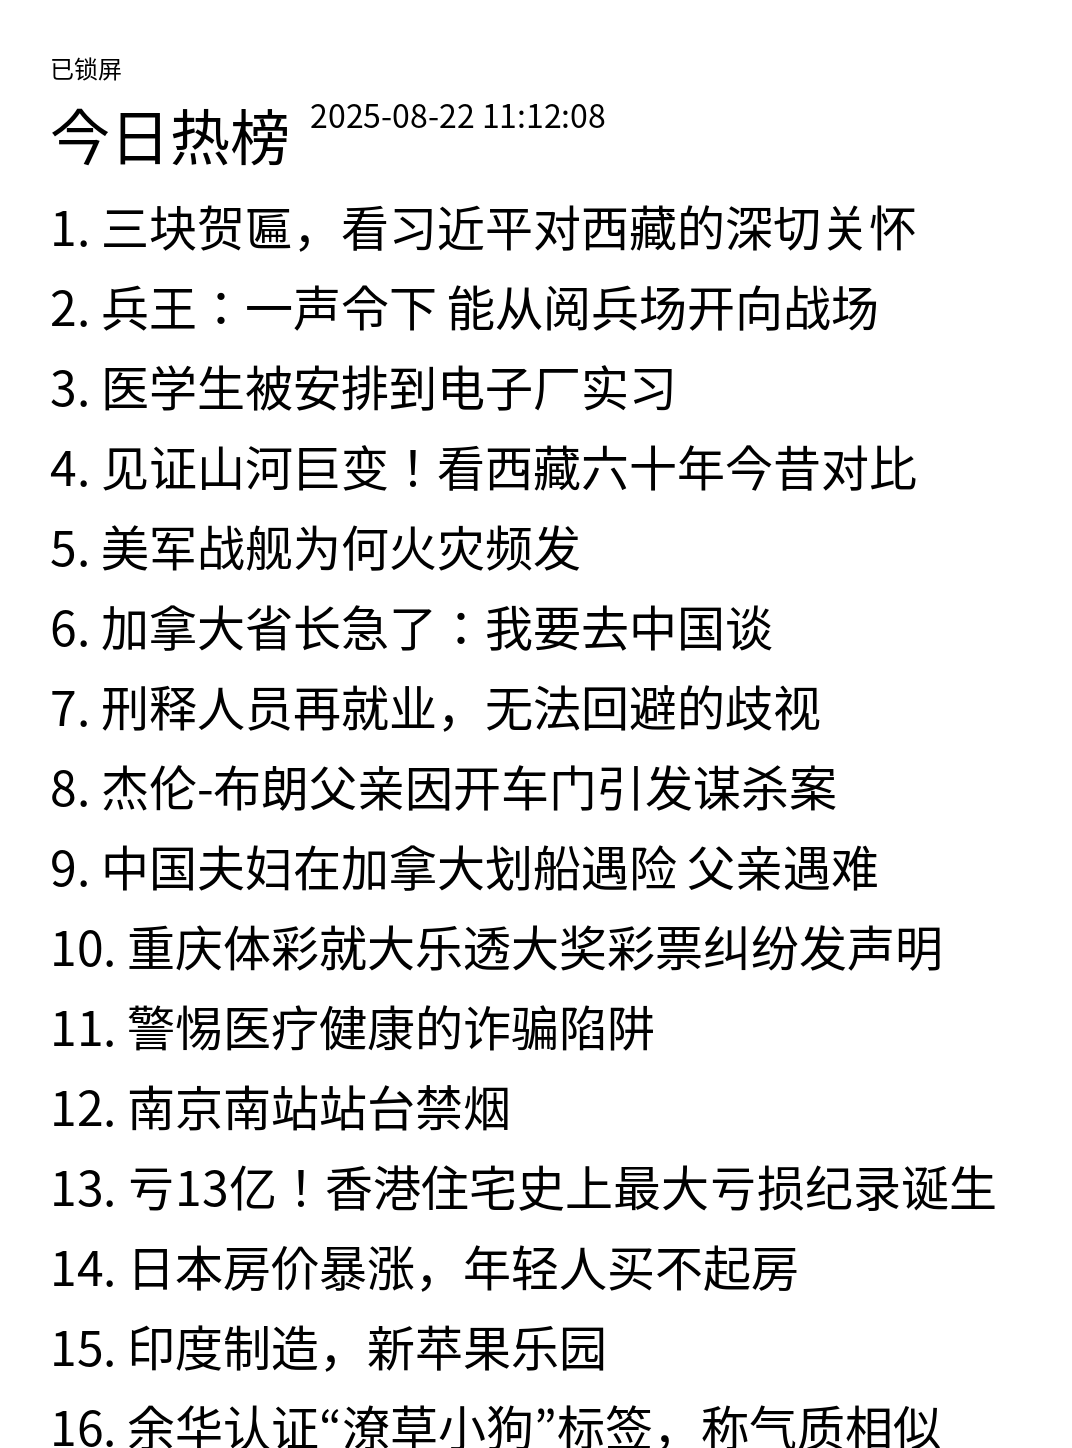 已锁屏
今日热榜 2025-08-22 11:12:08
1. 三块贺匾，看习近平对西藏的深切关怀
2. 兵王：一声令下 能从阅兵场开向战场
3. 医学生被安排到电子厂实习
4. 见证山河巨变！看西藏六十年今昔对比
5. 美军战舰为何火灾频发
6. 加拿大省长急了：我要去中国谈
7. 刑释人员再就业，无法回避的歧视
8. 杰伦-布朗父亲因开车门引发谋杀案
9. 中国夫妇在加拿大划船遇险 父亲遇难
10. 重庆体彩就大乐透大奖彩票纠纷发声明
11. 警惕医疗健康的诈骗陷阱
12. 南京南站站台禁烟
13. 亏13亿！香港住宅史上最大亏损纪录诞生
14. 日本房价暴涨，年轻人买不起房
15. 印度制造，新苹果乐园
16. 余华认证“潦草小狗”标签，称气质相似